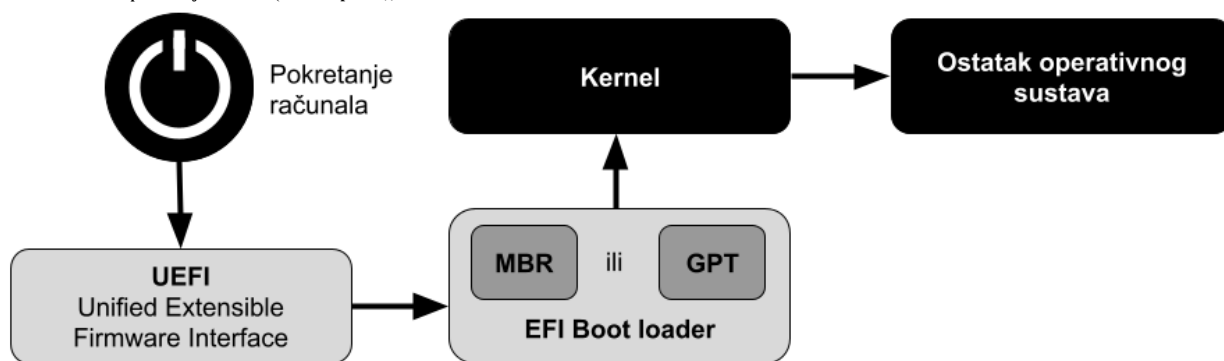 Pokretanje
računala
UEFI
Unified Extensible
Firmware Interface
MBR ili GPT
EFI Boot loader
Kernel
Ostatak operativnog
sustava